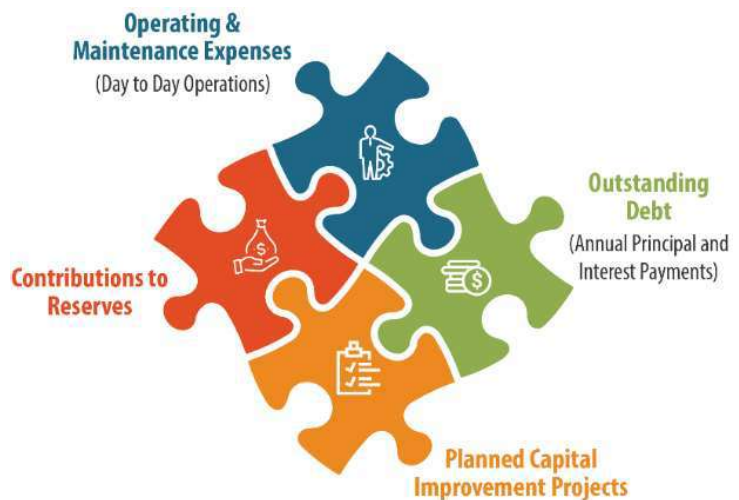 Operating &
Maintenance Expenses
(Day to Day Operations)
Outstanding
Debt
(Annual Principal and
Interest Payments)
Contributions to
Reserves
$
$
Planned Capital
Improvement Projects